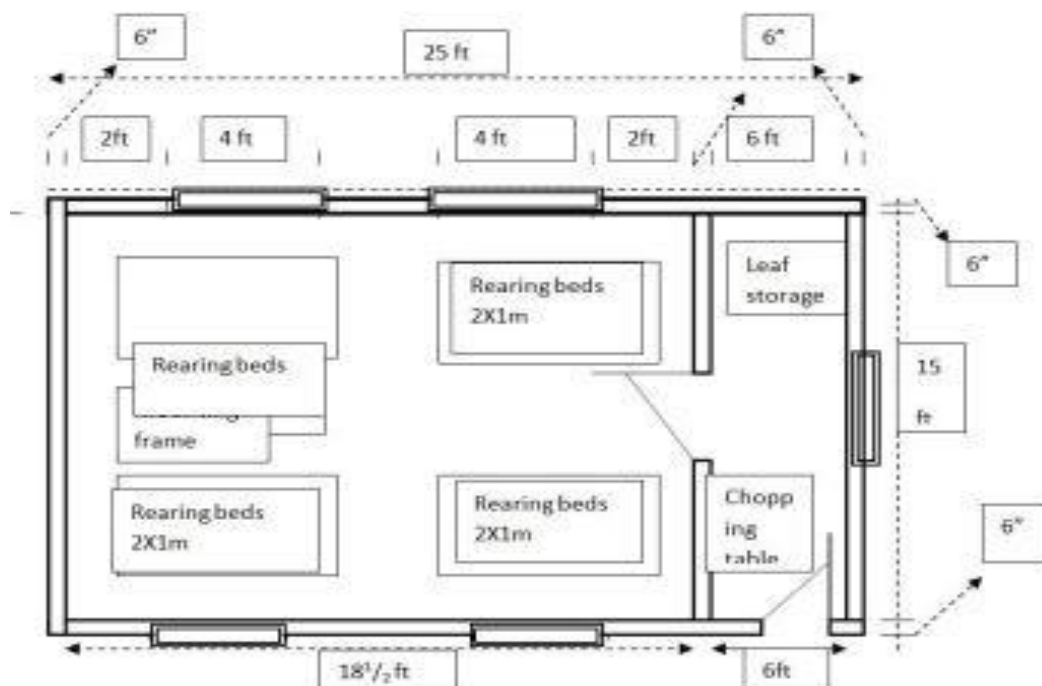 6"
25 ft
6"
2ft
4 ft
4 ft
2ft
6 ft
Rearing beds
2X1m
Leaf
storage
6"
Rearing beds
frame
15
ft
Rearing beds
2X1m
Rearing beds
2X1m
Chopp
ing
table
6"
18¹/₂ ft
6ft